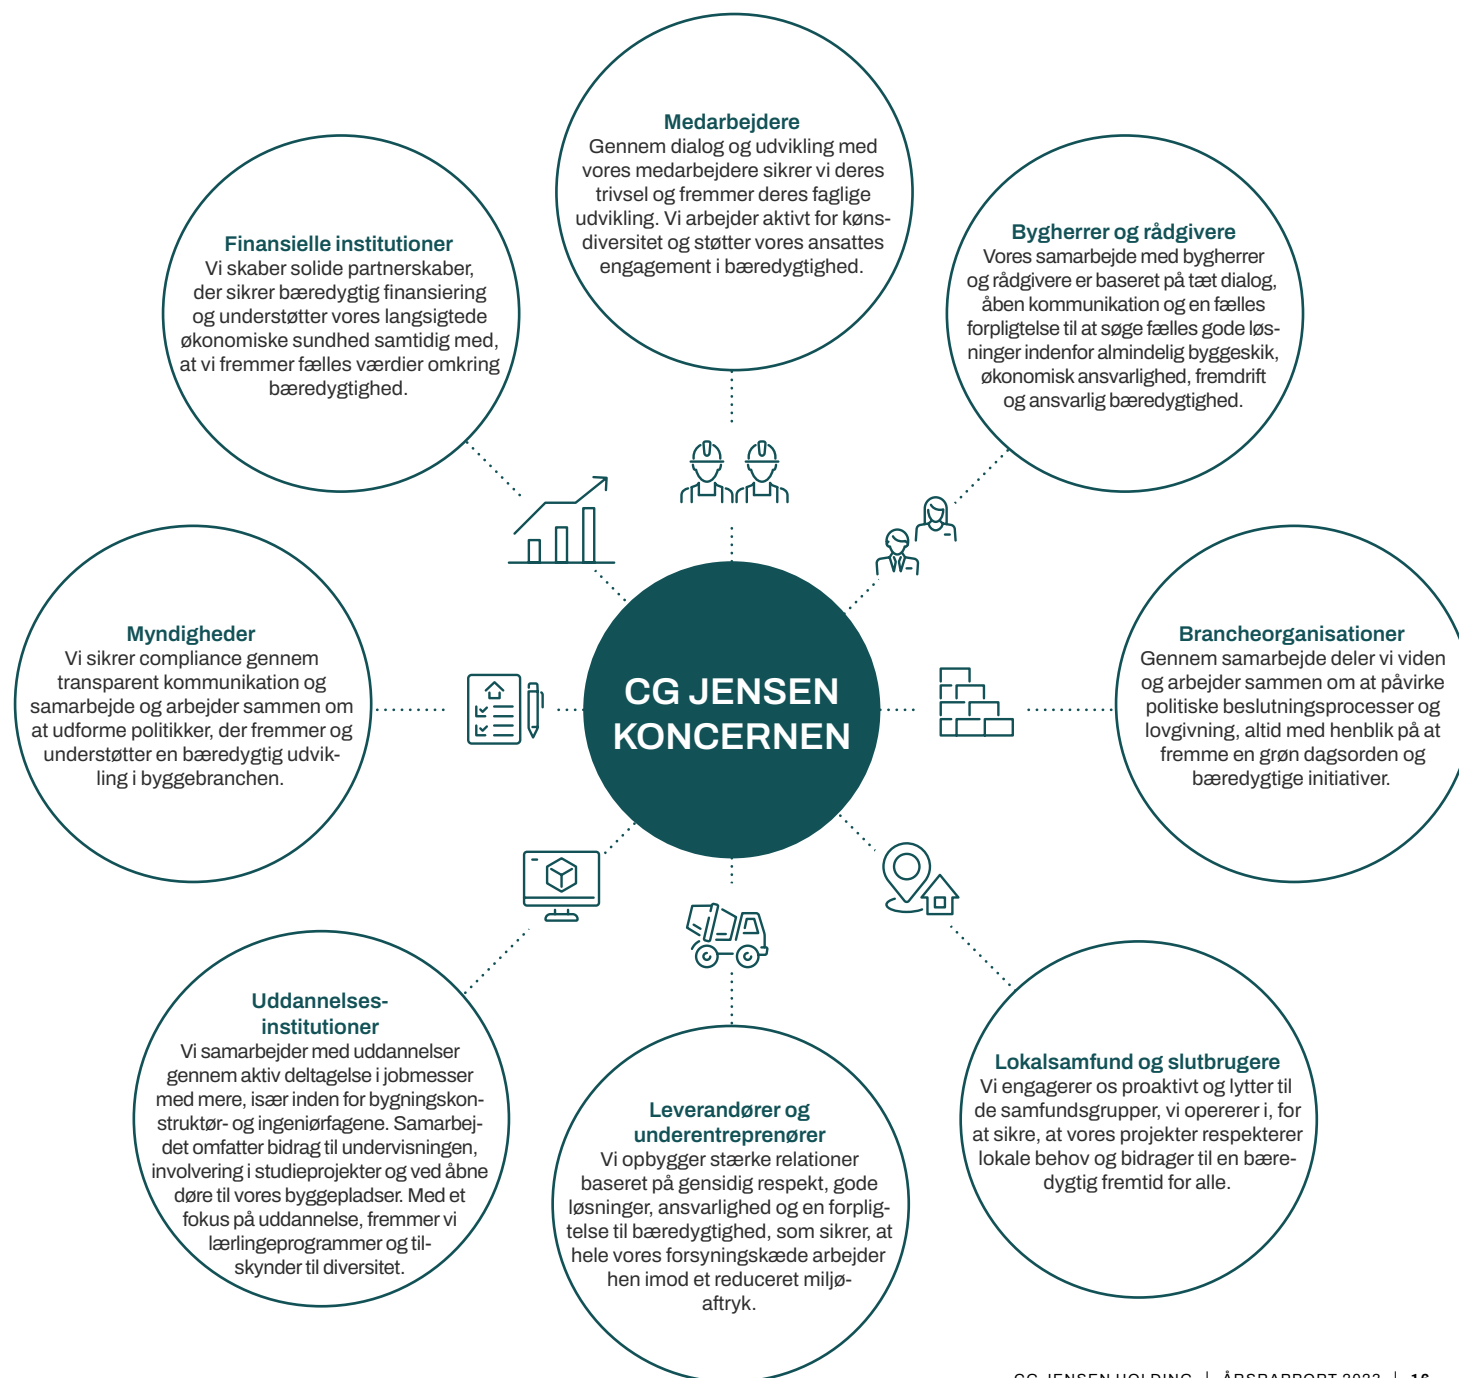 Medarbejdere
Gennem dialog og udvikling med
vores medarbejdere sikrer vi deres
trivsel og fremmer deres faglige
udvikling. Vi arbejder aktivt for køns-
diversitet og støtter vores ansattes
engagement i bæredygtighed.
Finansielle institutioner
Vi skaber solide partnerskaber,
der sikrer bæredygtig finansiering
og understøtter vores langsigtede
økonomiske sundhed samtidig med,
at vi fremmer fælles værdier omkring
bæredygtighed.
Bygherrer og rådgivere
Vores samarbejde med bygherrer
og rådgivere er baseret på tæt dialog,
åben kommunikation og en fælles
forpligtelse til at søge fælles gode løs-
ninger indenfor almindelig byggeskik,
økonomisk ansvarlighed, fremdrift
og ansvarlig bæredygtighed.
Myndigheder
Vi sikrer compliance gennem
transparent kommunikation og
samarbejde og arbejder sammen om
at udforme politikker, der fremmer og
understøtter en bæredygtig udvik-
ling i byggebranchen.
CG JENSEN
KONCERNEN
Brancheorganisationer
Gennem samarbejde deler vi viden
og arbejder sammen om at påvirke
politiske beslutningsprocesser og
lovgivning, altid med henblik på at
fremme en grøn dagsorden og
bæredygtige initiativer.
Uddannelses-
institutioner
Vi samarbejder med uddannelser
gennem aktiv deltagelse i jobmesser
med mere, især inden for bygningskon-
struktør- og ingeniørfagene. Samarbej-
det omfatter bidrag til undervisningen,
involvering i studieprojekter og ved åbne
døre til vores byggepladser. Med et
fokus på uddannelse, fremmer vi
lærlingeprogrammer og til-
skynder til diversitet.
Leverandører og
underentreprenører
Vi opbygger stærke relationer
baseret på gensidig respekt, gode
løsninger, ansvarlighed og en forplig-
telse til bæredygtighed, som sikrer, at
hele vores forsyningskæde arbejder
hen imod et reduceret miljø-
aftryk.
Lokalsamfund og slutbrugere
Vi engagerer os proaktivt og lytter til
de samfundsgrupper, vi opererer i, for
at sikre, at vores projekter respekterer
lokale behov og bidrager til en bære-
dygtig fremtid for alle.
CG JENSEN HOLDING | ÅRSRAPPORT 2023 | 16